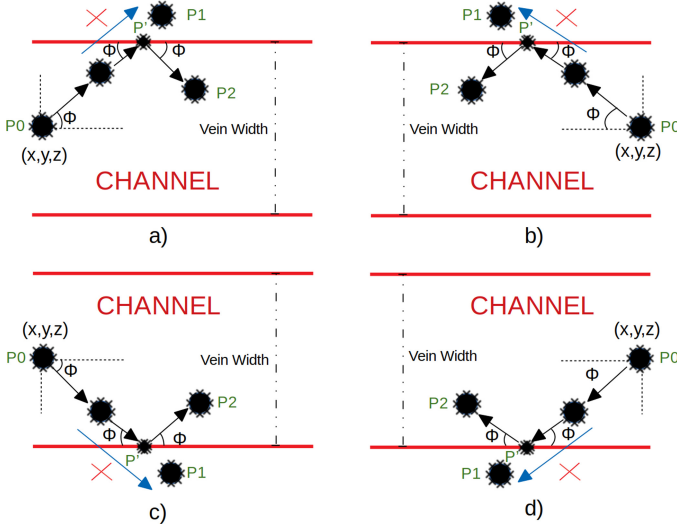 P1
P'
Φ
Φ
P0
Φ
P2
(x,y,z)
Vein Width
CHANNEL
a)
P1
P'
Φ
Φ
P2
Φ
P0
(x,y,z)
Vein Width
CHANNEL
b)
CHANNEL
(x,y,z)
P0
Φ
Vein Width
P2
Φ
Φ
P'
P1
c)
CHANNEL
(x,y,z)
P0
Φ
Vein Width
P2
Φ
Φ
P'
P1
d)